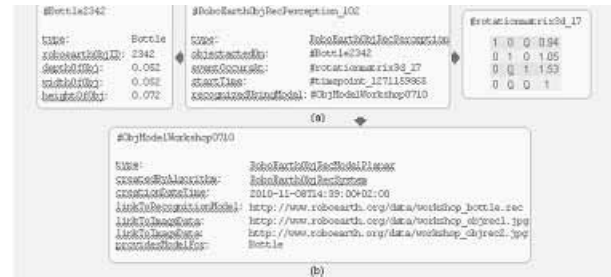 #Bottle2342
type: Bottle
roboearthObjID: 2342
depthOfObj: 0.052
widthOfObj: 0.052
heightOfObj: 0.072
#RoboEarthObjRecPerception_102
type: RoboEarthObjRecPerception
objectActedOn: #Bottle2342
eventOccursAt: #rotationmatrix3d_17
startTime: #timepoint_1271159365
recognizedUsingModel: #ObjModelWorkshop0710
#rotationmatrix3d_17
1 0 0 0.94
0 1 0 1.05
0 0 1 1.53
0 0 0 1
(a)
#ObjModelWorkshop0710
type: RoboEarthObjRecModelPlanar
createdByAlgorithm: RoboEarthObjRecSystem
creationDateTime: 2010-11-08T14:39:00+02:00
linkToRecognitionModel: http://www.roboearth.org/data/workshop_bottle.rec
linkToImageData: http://www.roboearth.org/data/workshop_objrec1.jpg
linkToImageData: http://www.roboearth.org/data/workshop_objrec2.jpg
providesModelFor: Bottle
(b)